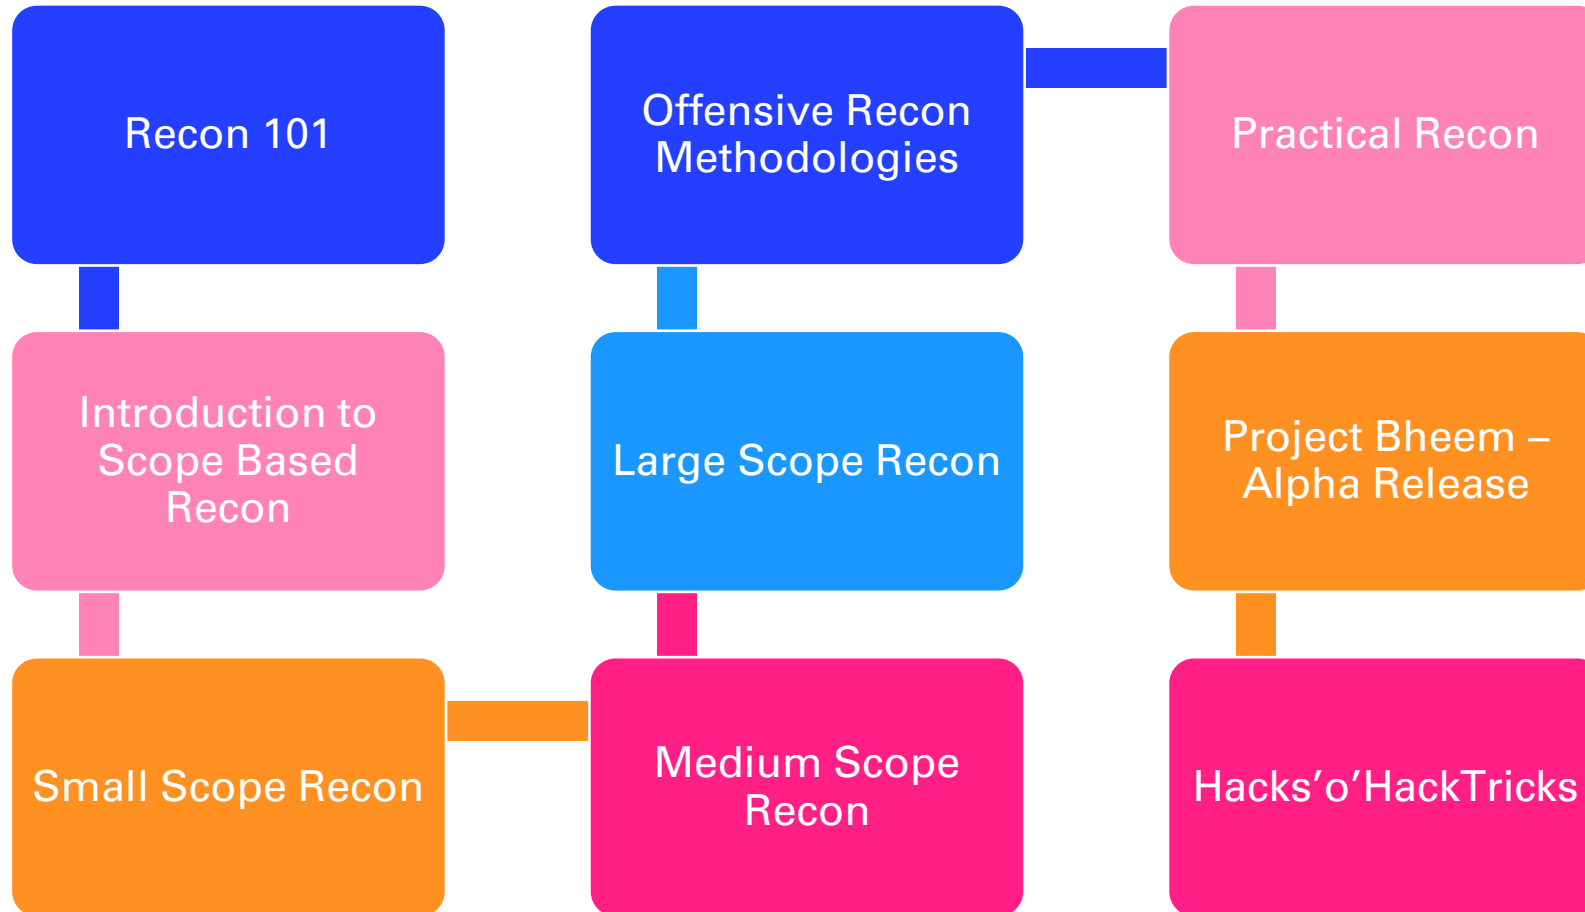 Recon 101
Introduction to
Scope Based
Recon
Small Scope Recon
Medium Scope
Recon
Large Scope Recon
Offensive Recon
Methodologies
Practical Recon
Project Bheem –
Alpha Release
Hacks’o’HackTricks